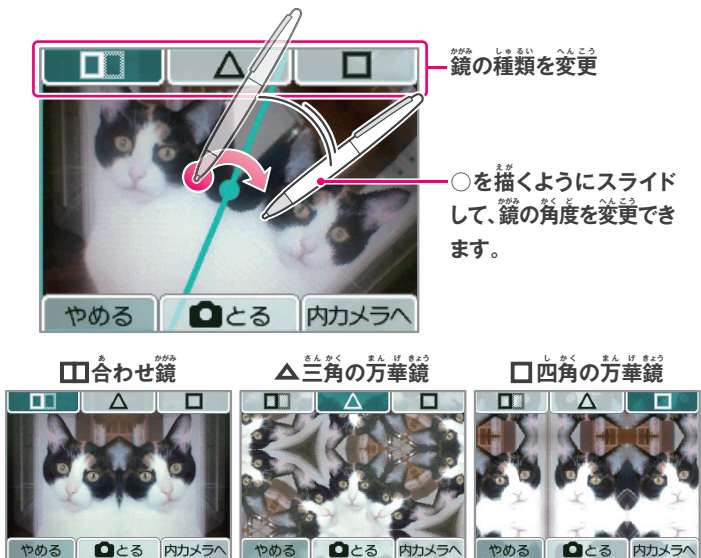 鏡の種類を変更
○を描くようにスライド
して、鏡の角度を変更でき
ます。
やめる
とる
内カメラへ
合わせ鏡
三角の万華鏡
四角の万華鏡
やめる
とる
内カメラへ
やめる
とる
内カメラへ
やめる
とる
内カメラへ